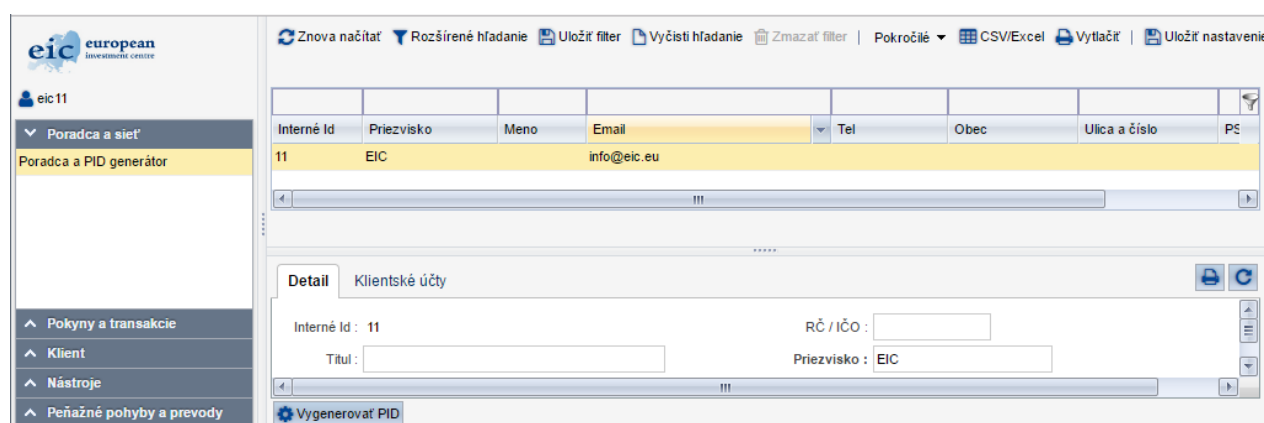 eic european
investment centre
Znova načítať Rozšírené hľadanie Uložiť filter Vyčisti hľadanie Zmazať filter | Pokročilé CSV/Excel Vytlačiť | Uložiť nastavenie
eic11
Poradca a sieť
Poradca a PID generátor
Interné Id Priezvisko Meno Email Tel Obec Ulica a číslo PS
11 EIC info@eic.eu
Detail Klientské účty
Interné Id : 11 RČ / IČO :
Titul : Priezvisko : EIC
Vygenerovať PID
Pokyny a transakcie
Klient
Nástroje
Peňažné pohyby a prevody